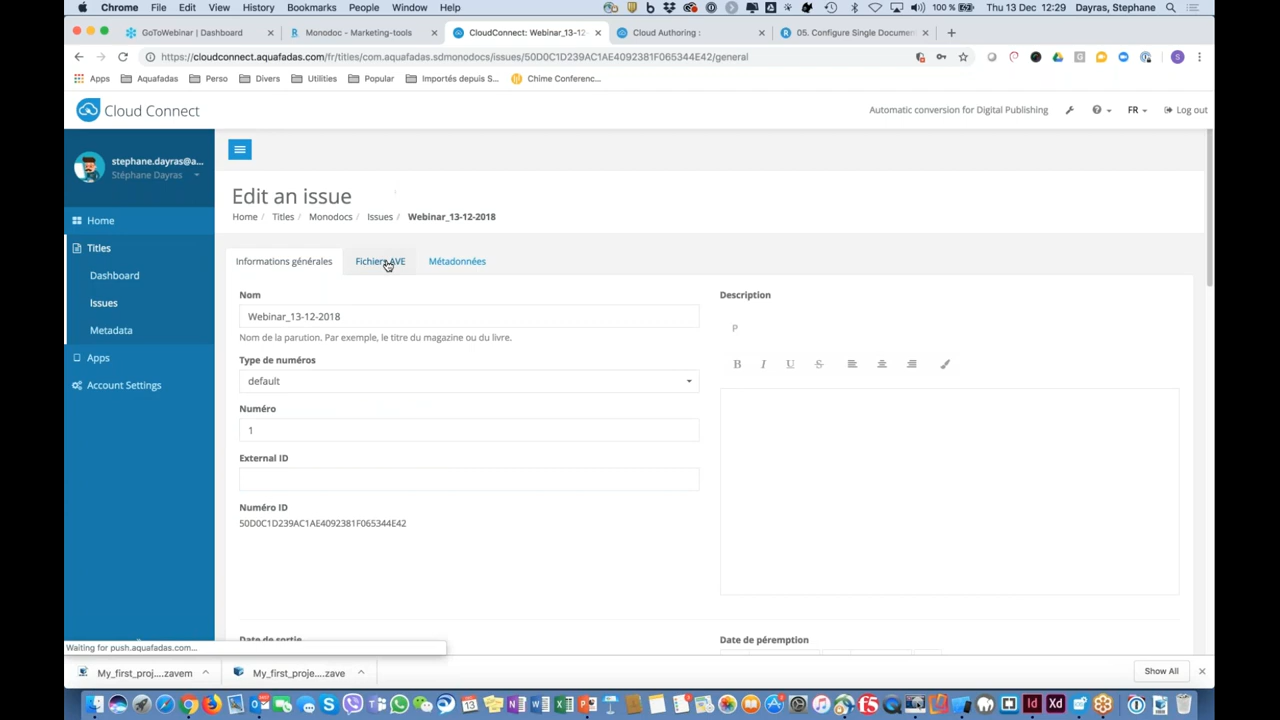 Chrome File Edit View History Bookmarks People Window Help 100 % Thu 13 Dec 12:29 Dayras, Stephane
GoToWebinar | Dashboard Monodoc - Marketing-tools CloudConnect: Webinar_13-12- Cloud Authoring : 05. Configure Single Documen
https://cloudconnect.aquafadas.com/fr/titles/com.aquafadas.sdmonodocs/issues/50D0C1D239AC1AE4092381F065344E42/general
Apps Aquafadas Perso Divers Utilities Popular Importés depuis S... Chime Conferenc...
Cloud Connect Automatic conversion for Digital Publishing FR Log out
stephane.dayras@a...
Stéphane Dayras
Home
Titles
Dashboard
Issues
Metadata
Apps
Account Settings
Edit an issue
Home / Titles / Monodocs / Issues / Webinar_13-12-2018
Informations générales Fichiers AVE Métadonnées
Nom
Webinar_13-12-2018
Nom de la parution. Par exemple, le titre du magazine ou du livre.
Type de numéros
default
Numéro
1
External ID
Numéro ID
50D0C1D239AC1AE4092381F065344E42
Date de sortie
Description
P
B I U S
Date de péremption
Waiting for push.aquafadas.com...
My_first_proj....zavem My_first_proje....zave Show All